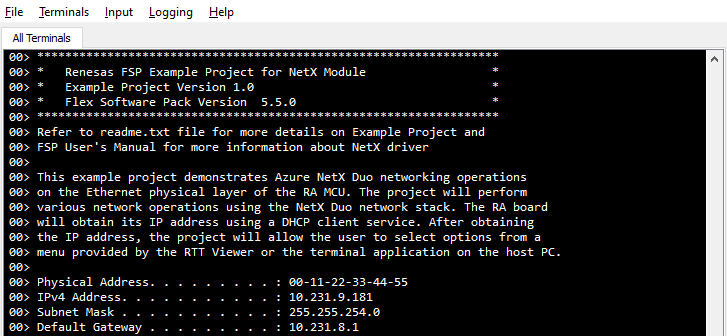 File Terminals Input Logging Help
All Terminals
00> ******************************************************************
00> *   Renesas FSP Example Project for NetX Module                  *
00> *   Example Project Version 1.0                                  *
00> *   Flex Software Pack Version  5.5.0                            *
00> ******************************************************************
00> Refer to readme.txt file for more details on Example Project and
00> FSP User's Manual for more information about NetX driver
00>
00> This example project demonstrates Azure NetX Duo networking operations
00> on the Ethernet physical layer of the RA MCU. The project will perform
00> various network operations using the NetX Duo network stack. The RA board
00> will obtain its IP address using a DHCP client service. After obtaining
00> the IP address, the project will allow the user to select options from a
00> menu provided by the RTT Viewer or the terminal application on the host PC.
00>
00> Physical Address. . . . . . . . . : 00-11-22-33-44-55
00> IPv4 Address. . . . . . . . . . . : 10.231.9.181
00> Subnet Mask . . . . . . . . . . . : 255.255.254.0
00> Default Gateway . . . . . . . . . : 10.231.8.1